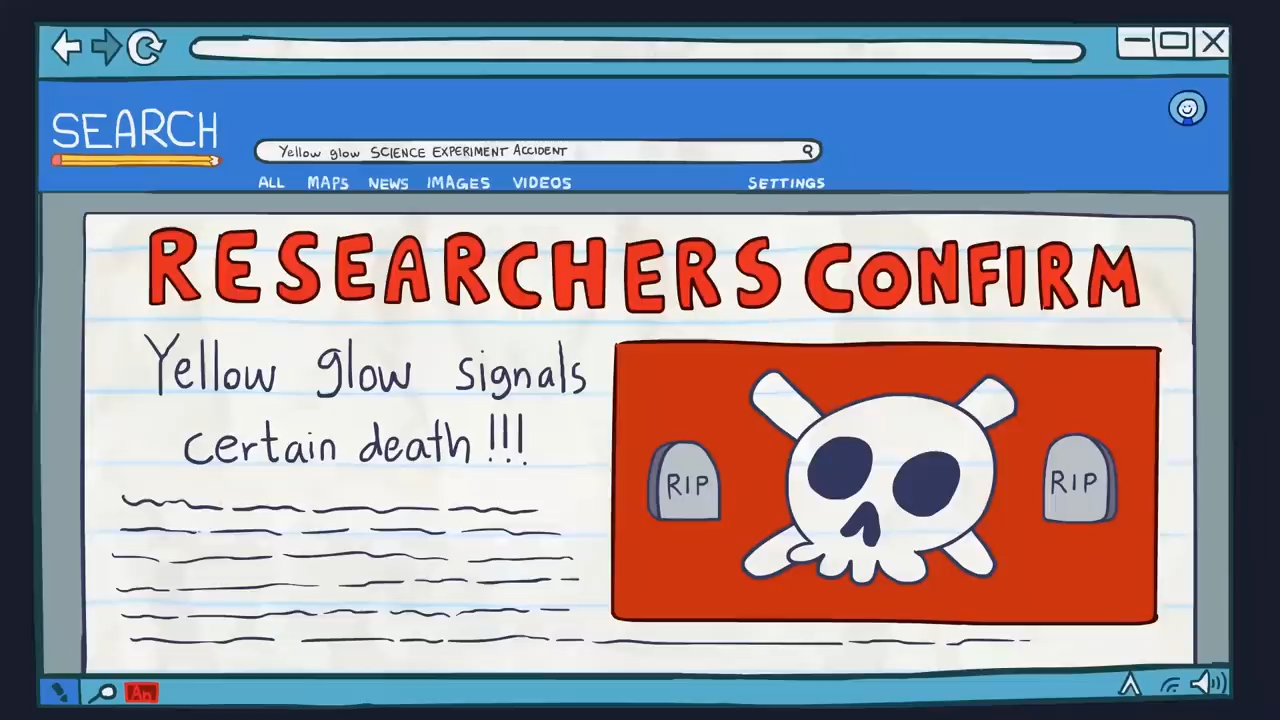 SEARCH
Yellow glow SCIENCE EXPERIMENT ACCIDENT
ALL MAPS NEWS IMAGES VIDEOS SETTINGS
RESEARCHERS CONFIRM
Yellow glow signals
certain death !!!
RIP
RIP
An